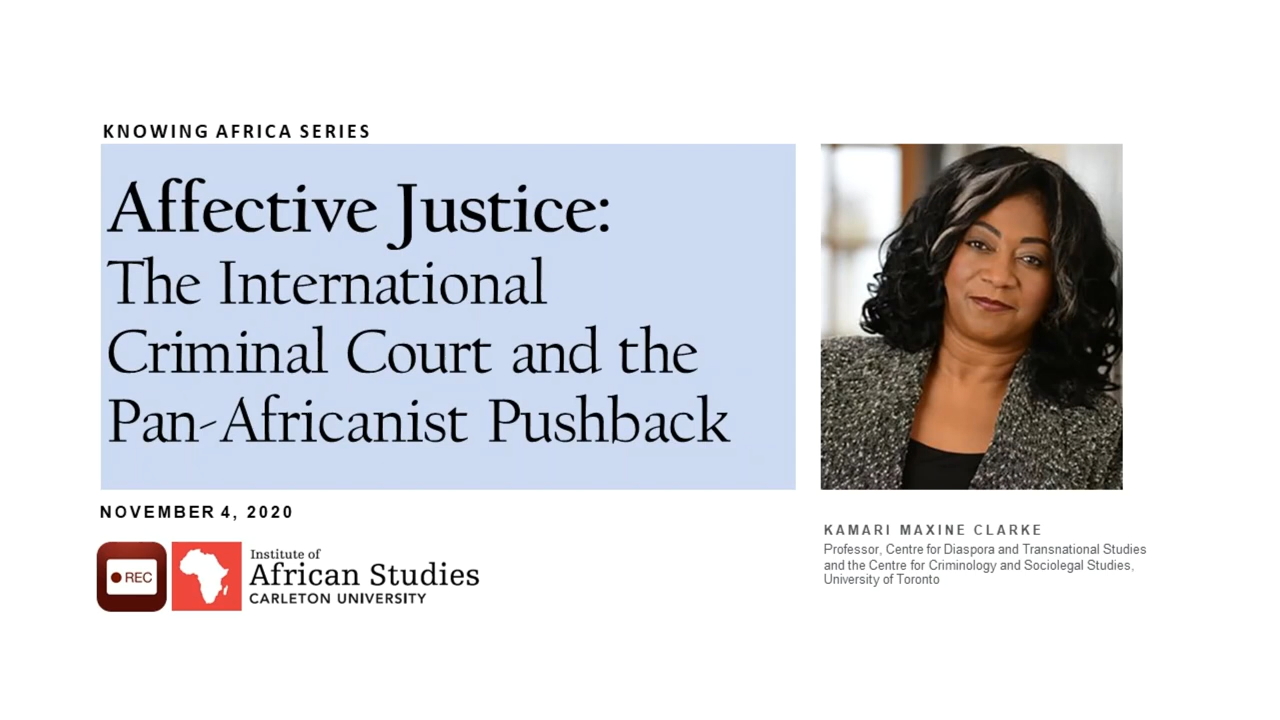 KNOWING AFRICA SERIES
Affective Justice:
The International
Criminal Court and the
Pan-Africanist Pushback
NOVEMBER 4, 2020
REC
Institute of
African Studies
CARLETON UNIVERSITY
KAMARI MAXINE CLARKE
Professor, Centre for Diaspora and Transnational Studies
and the Centre for Criminology and Sociolegal Studies,
University of Toronto